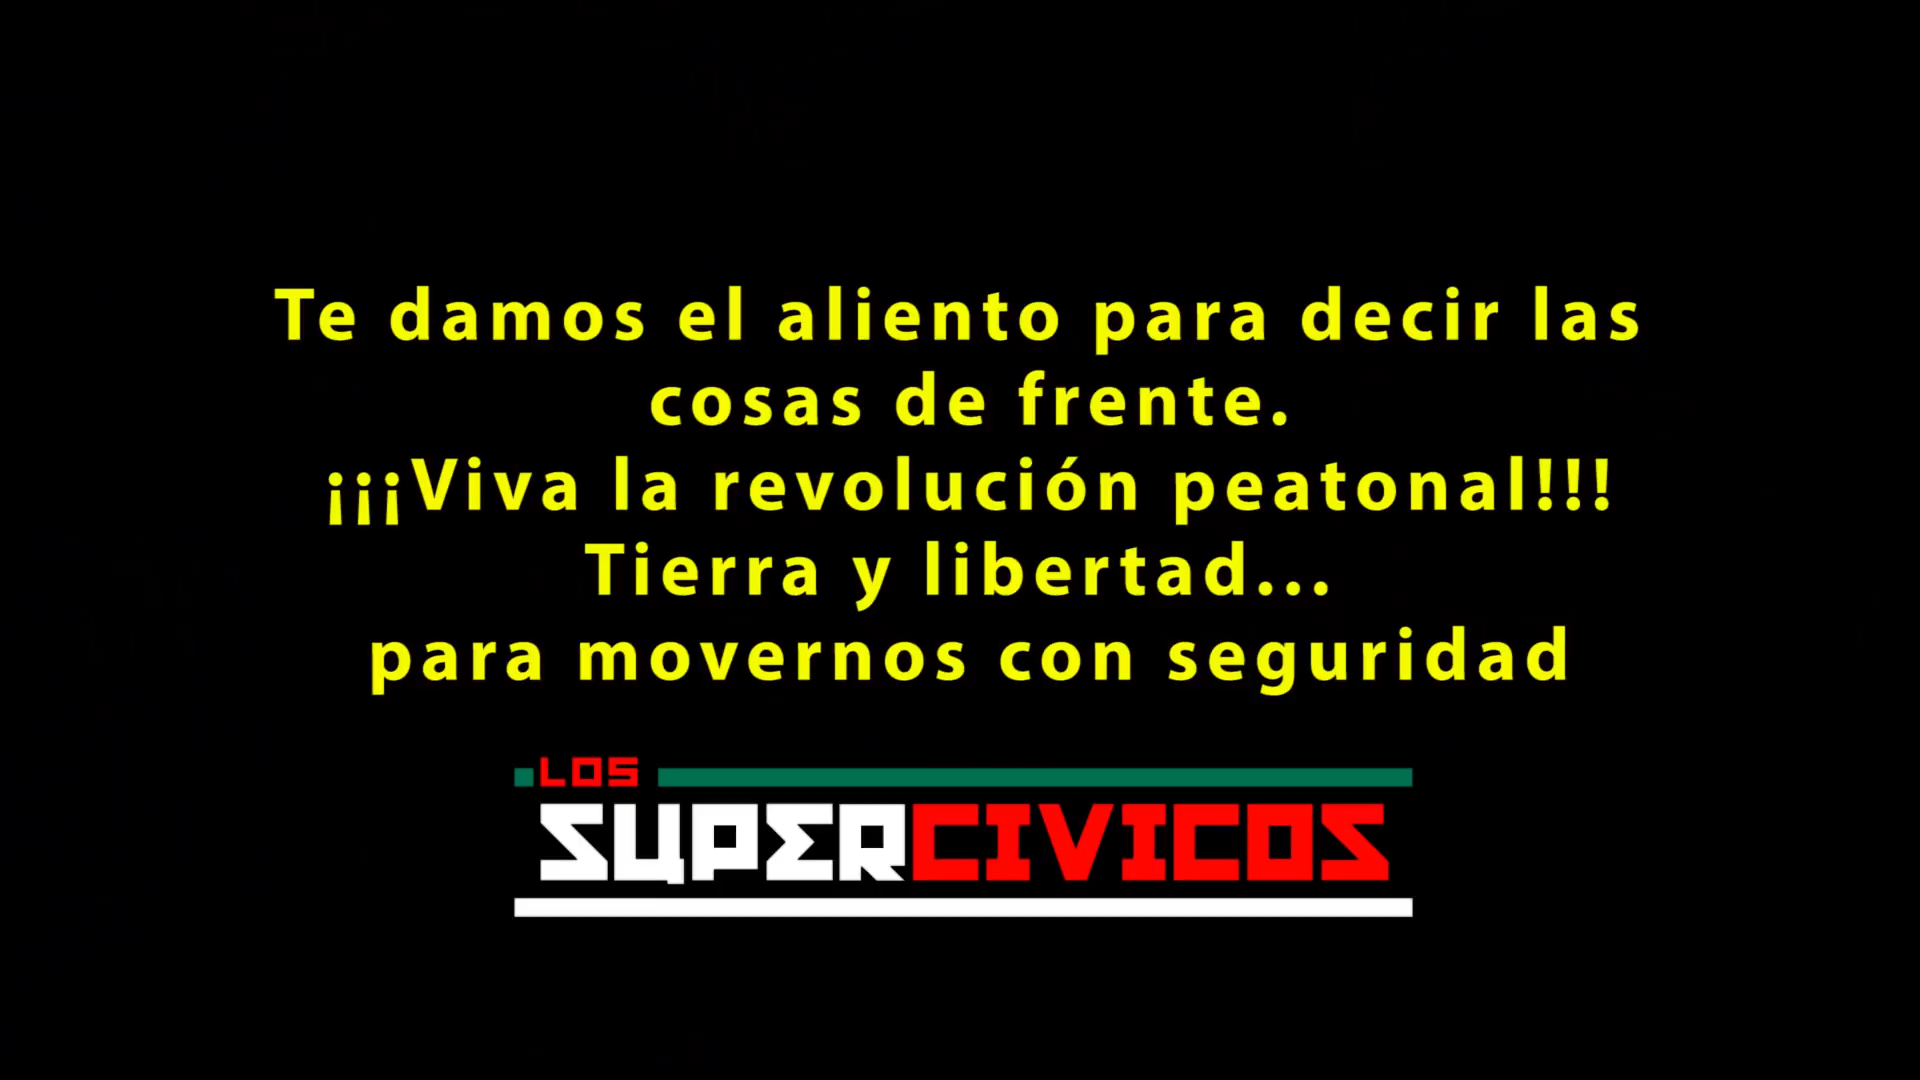 Te damos el aliento para decir las
cosas de frente.
¡¡¡Viva la revolución peatonal!!!
Tierra y libertad...
para movernos con seguridad
LOS
SUPERCIVICOS